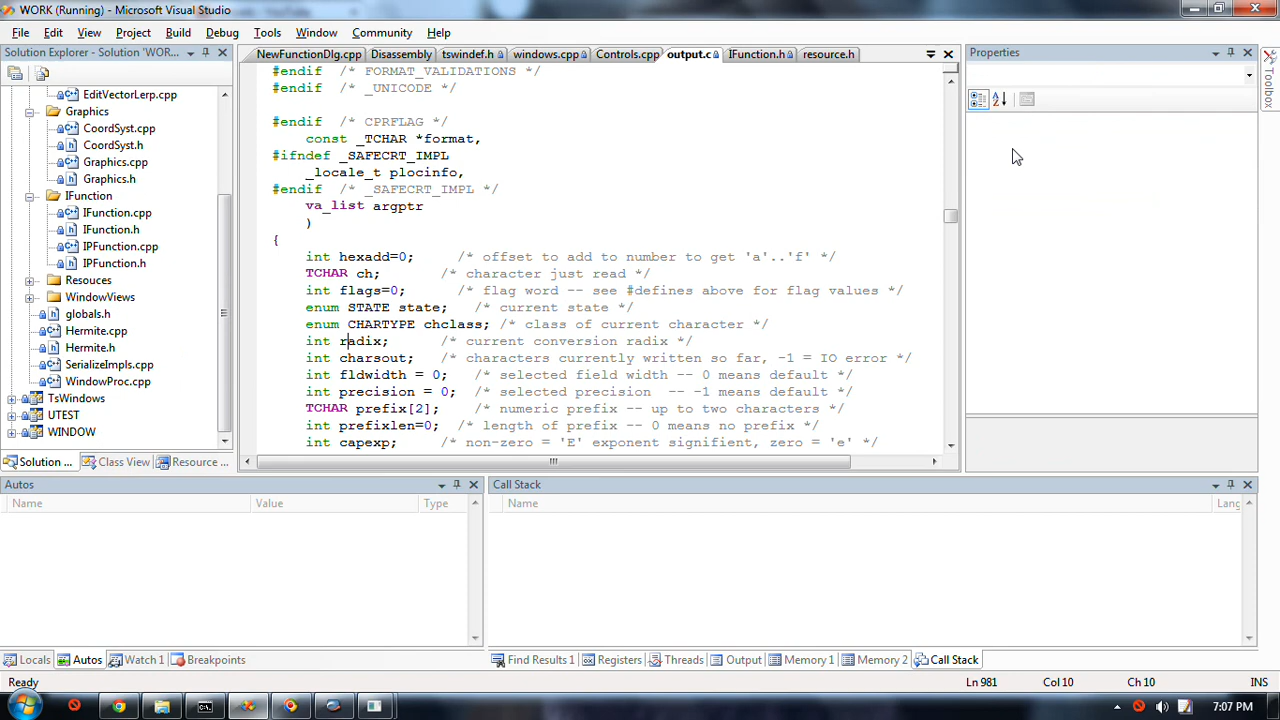 WORK (Running) - Microsoft Visual Studio
File Edit View Project Build Debug Tools Window Community Help
Solution Explorer - Solution 'WOR...
EditVectorLerp.cpp
Graphics
CoordSyst.cpp
CoordSyst.h
Graphics.cpp
Graphics.h
IFunction
IFunction.cpp
IFunction.h
IPFunction.cpp
IPFunction.h
Resouces
WindowViews
globals.h
Hermite.cpp
Hermite.h
SerializeImpls.cpp
WindowProc.cpp
TsWindows
UTEST
WINDOW
Solution ... Class View Resource ...
NewFunctionDlg.cpp Disassembly tswindef.h windows.cpp Controls.cpp output.c IFunction.h resource.h
#endif /* FORMAT_VALIDATIONS */
#endif /* _UNICODE */
#endif /* CPRFLAG */
const _TCHAR *format,
#ifndef _SAFECRT_IMPL
_locale_t plocinfo,
#endif /* _SAFECRT_IMPL */
va_list argptr
)
{
int hexadd=0; /* offset to add to number to get 'a'..'f' */
TCHAR ch; /* character just read */
int flags=0; /* flag word -- see #defines above for flag values */
enum STATE state; /* current state */
enum CHARTYPE chclass; /* class of current character */
int radix; /* current conversion radix */
int charsout; /* characters currently written so far, -1 = IO error */
int fldwidth = 0; /* selected field width -- 0 means default */
int precision = 0; /* selected precision -- -1 means default */
TCHAR prefix[2]; /* numeric prefix -- up to two characters */
int prefixlen=0; /* length of prefix -- 0 means no prefix */
int capexp; /* non-zero = 'E' exponent signifient, zero = 'e' */
Properties
Toolbox
Autos
Name Value Type
Locals Autos Watch 1 Breakpoints
Call Stack
Name Lang
Find Results 1 Registers Threads Output Memory 1 Memory 2 Call Stack
Ready Ln 981 Col 10 Ch 10 INS
7:07 PM